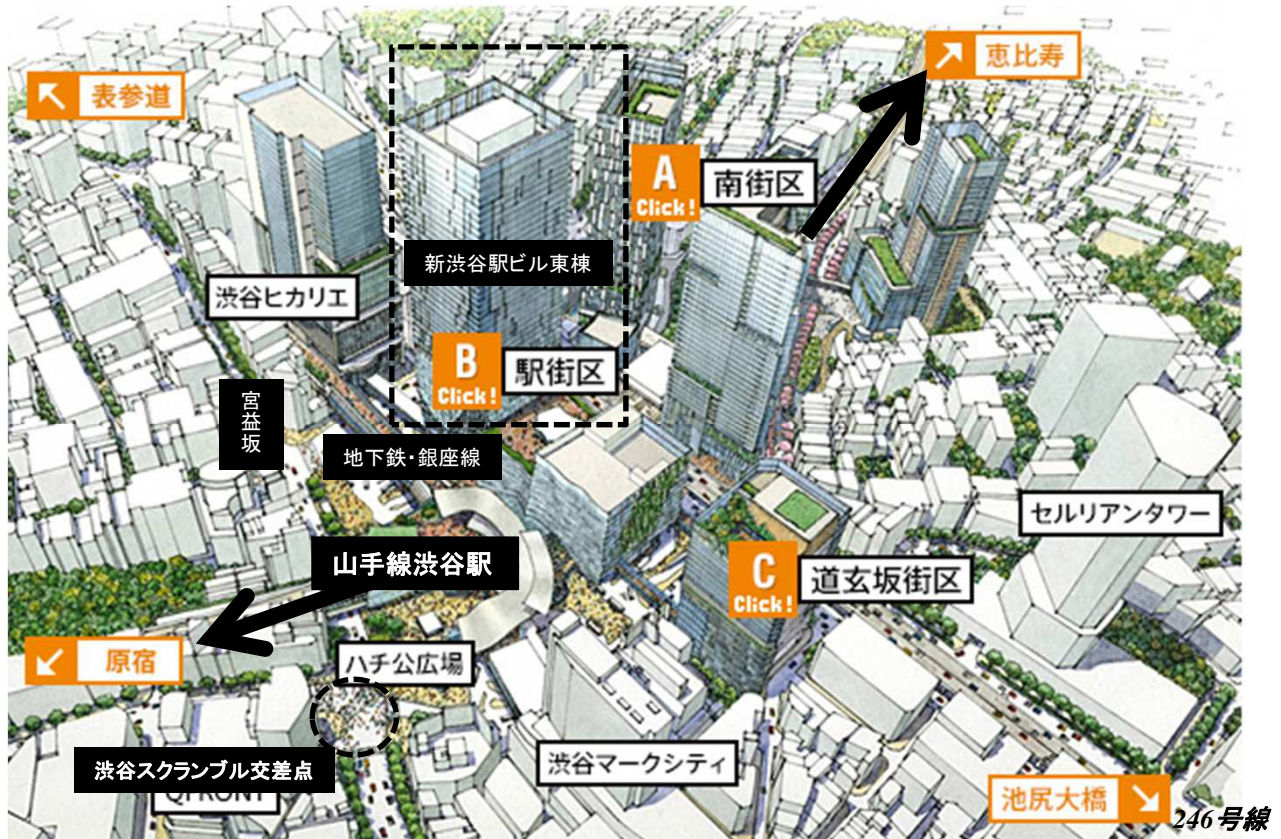 表参道
恵比寿
A
Click!
南街区
新渋谷駅ビル東棟
渋谷ヒカリエ
B
Click!
駅街区
宮益坂
地下鉄・銀座線
セルリアンタワー
山手線渋谷駅
C
Click!
道玄坂街区
原宿
ハチ公広場
渋谷スクランブル交差点
QFRONT
渋谷マークシティ
池尻大橋
246号線